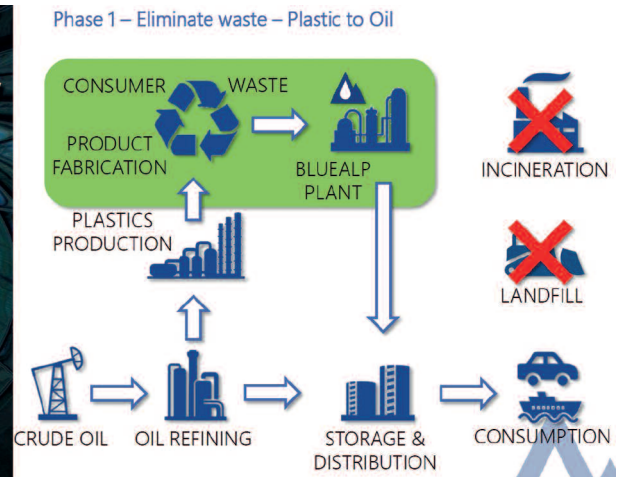 Phase 1 – Eliminate waste – Plastic to Oil
CONSUMER
WASTE
PRODUCT
FABRICATION
BLUEALP
PLANT
INCINERATION
PLASTICS
PRODUCTION
LANDFILL
CRUDE OIL
OIL REFINING
STORAGE &
DISTRIBUTION
CONSUMPTION